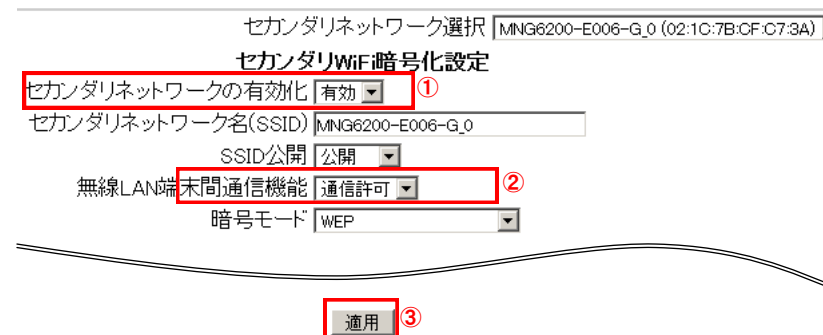 セカンダリネットワーク選択 MNG6200-E006-G_0 (02:1C:7B:CF:C7:3A)
セカンダリWiFi暗号化設定
セカンダリネットワークの有効化 有効 ①
セカンダリネットワーク名(SSID) MNG6200-E006-G_0
SSID公開 公開
無線LAN端末間通信機能 通信許可 ②
暗号モード WEP
適用 ③